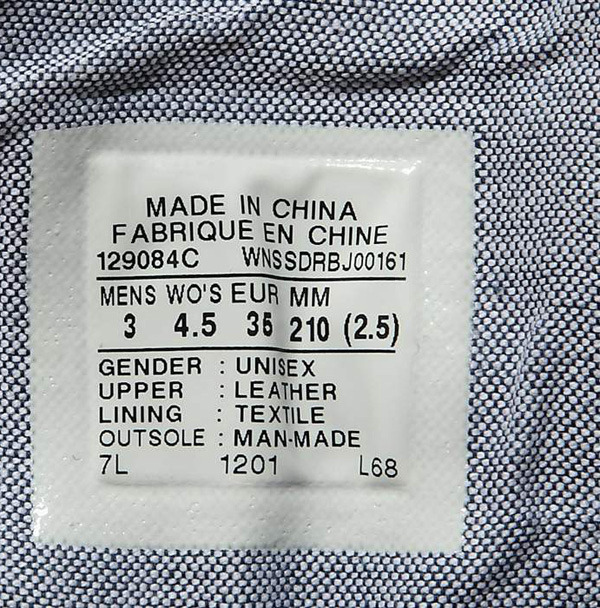 MADE IN CHINA
FABRIQUE EN CHINE
129084C WNSSDRBJ00161
MENS WO'S EUR MM
3 4.5 35 210 (2.5)
GENDER : UNISEX
UPPER : LEATHER
LINING : TEXTILE
OUTSOLE : MAN-MADE
7L 1201 L68